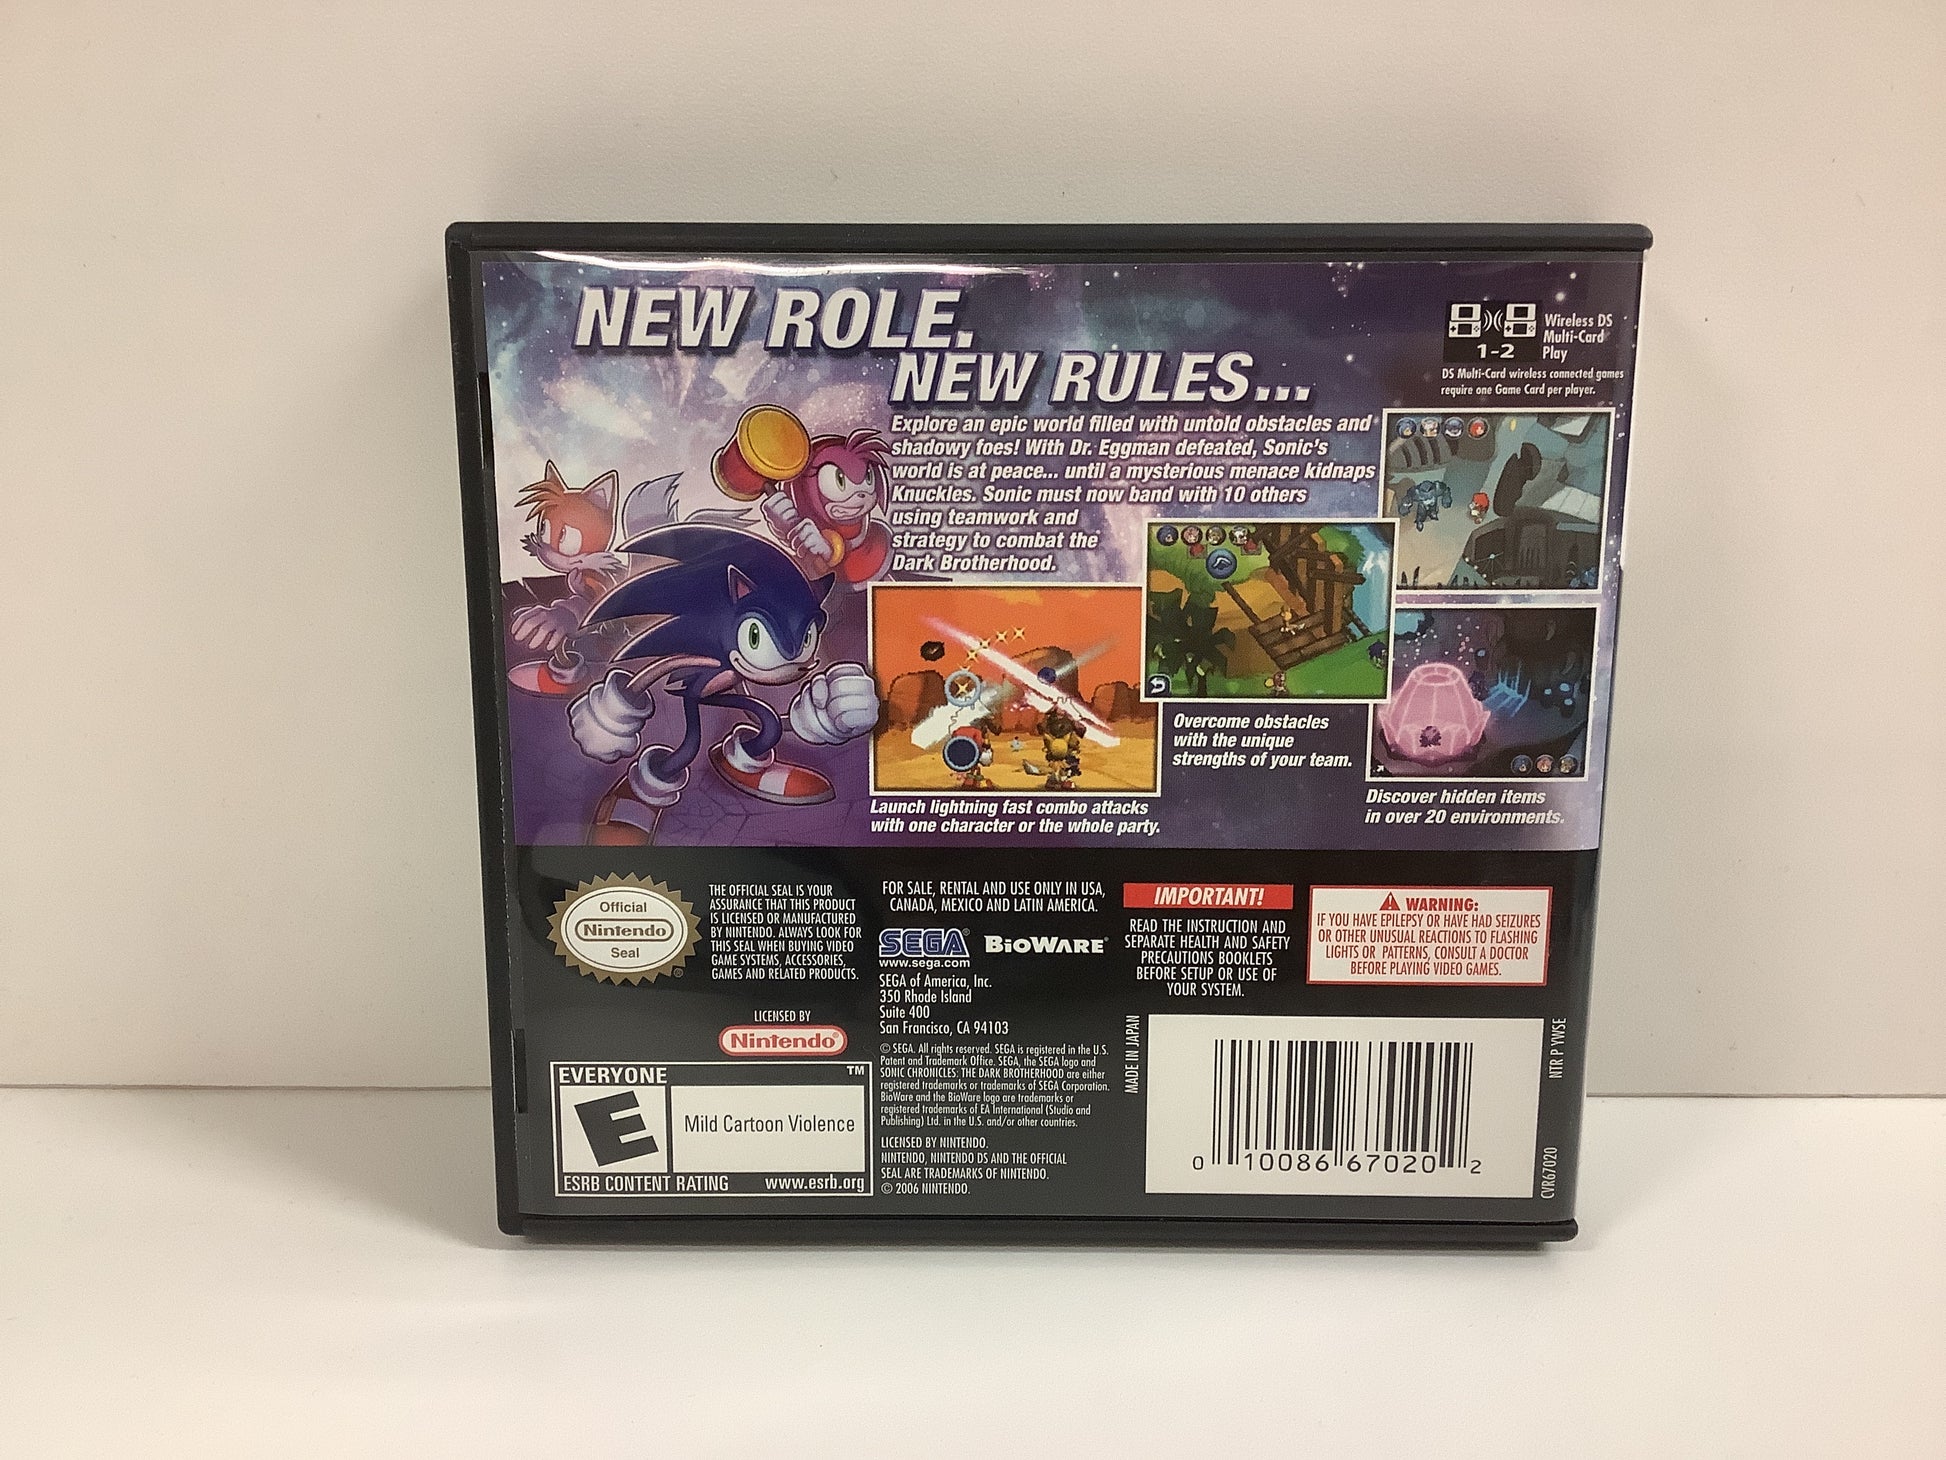 NEW ROLE.
NEW RULES...
Wireless DS
Multi-Card
Play
1-2
DS Multi-Card wireless connected games
require one Game Card per player.
Explore an epic world filled with untold obstacles and
shadowy foes! With Dr. Eggman defeated, Sonic's
world is at peace... until a mysterious menace kidnaps
Knuckles. Sonic must now band with 10 others
using teamwork and
strategy to combat the
Dark Brotherhood.
Launch lightning fast combo attacks
with one character or the whole party.
Overcome obstacles
with the unique
strengths of your team.
Discover hidden items
in over 20 environments.
Official
Nintendo
Seal
®
THE OFFICIAL SEAL IS YOUR
ASSURANCE THAT THIS PRODUCT
IS LICENSED OR MANUFACTURED
BY NINTENDO. ALWAYS LOOK FOR
THIS SEAL WHEN BUYING VIDEO
GAME SYSTEMS, ACCESSORIES,
GAMES AND RELATED PRODUCTS.
LICENSED BY
Nintendo®
EVERYONE
TM
E
Mild Cartoon Violence
ESRB CONTENT RATING www.esrb.org
FOR SALE, RENTAL AND USE ONLY IN USA,
CANADA, MEXICO AND LATIN AMERICA.
SEGA® BIOWARE®
www.sega.com
SEGA of America, Inc.
350 Rhode Island
Suite 400
San Francisco, CA 94103
© SEGA. All rights reserved. SEGA is registered in the U.S.
Patent and Trademark Office. SEGA, the SEGA logo and
SONIC CHRONICLES: THE DARK BROTHERHOOD are either
registered trademarks or trademarks of SEGA Corporation.
BioWare and the BioWare logo are trademarks or
registered trademarks of EA International (Studio and
Publishing) Ltd. in the U.S. and/or other countries.
LICENSED BY NINTENDO.
NINTENDO, NINTENDO DS AND THE OFFICIAL
SEAL ARE TRADEMARKS OF NINTENDO.
© 2006 NINTENDO.
IMPORTANT!
READ THE INSTRUCTION AND
SEPARATE HEALTH AND SAFETY
PRECAUTIONS BOOKLETS
BEFORE SETUP OR USE OF
YOUR SYSTEM.
WARNING:
IF YOU HAVE EPILEPSY OR HAVE HAD SEIZURES
OR OTHER UNUSUAL REACTIONS TO FLASHING
LIGHTS OR PATTERNS, CONSULT A DOCTOR
BEFORE PLAYING VIDEO GAMES.
MADE IN JAPAN
0 10086 67020 2
NTR P YWSE
CVR67020